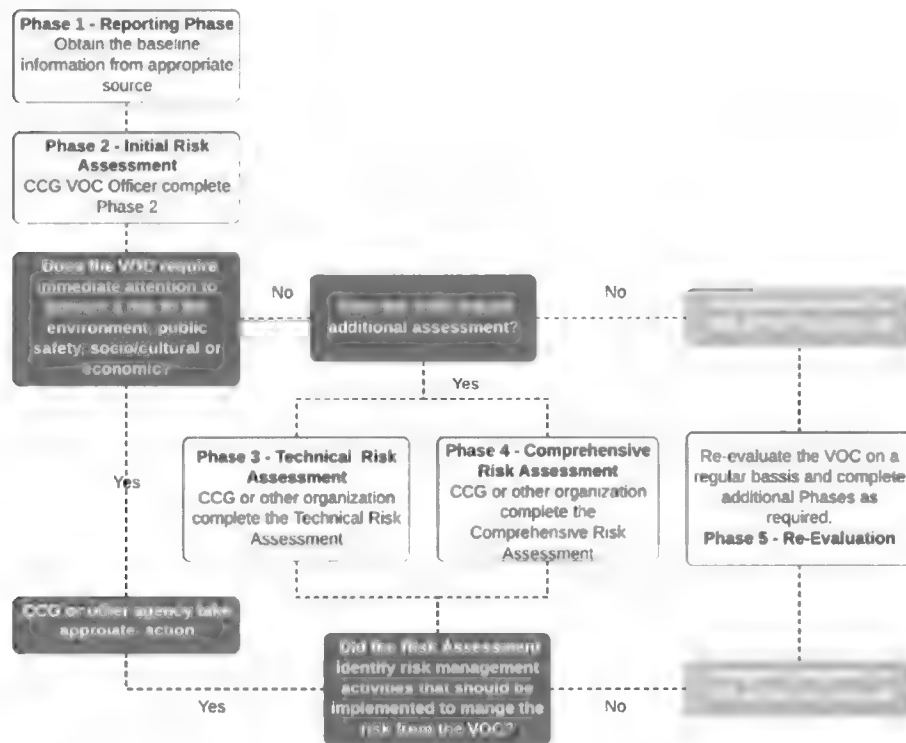 Phase 1 - Reporting Phase
Obtain the baseline
information from appropriate
source
Phase 2 - Initial Risk
Assessment
CCG VOC Officer complete
Phase 2
Does the VOC require
immediate attention to
environment, public
safety, socio/cultural or
economic?
No
additional assessment?
No
Yes
Yes
Phase 3 - Technical Risk
Assessment
CCG or other organization
complete the Technical Risk
Assessment
Phase 4 - Comprehensive
Risk Assessment
CCG or other organization
complete the
Comprehensive Risk
Assessment
Re-evaluate the VOC on a
regular bassis and complete
additional Phases as
required.
Phase 5 - Re-Evaluation
CCG or other agency take
approiate action
Did the Risk Assessment
identify risk management
activities that should be
implemented to mange the
risk from the VOC?
Yes
No